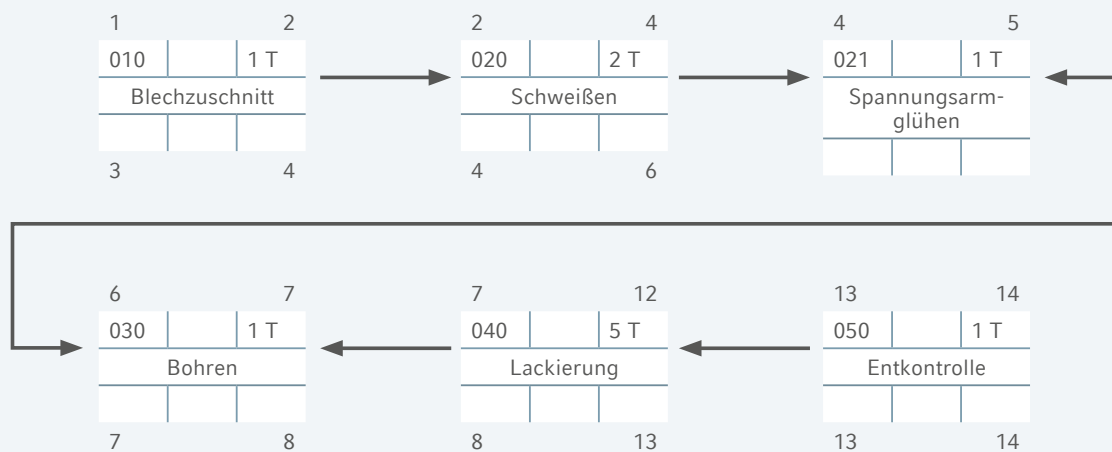 1 2 2 4 4 5
010 1 T 020 2 T 021 1 T
Blechzuschnitt Schweißen Spannungsarm-
glühen
3 4 4 6
6 7 7 12 13 14
030 1 T 040 5 T 050 1 T
Bohren Lackierung Entkontrolle
7 8 8 13 13 14